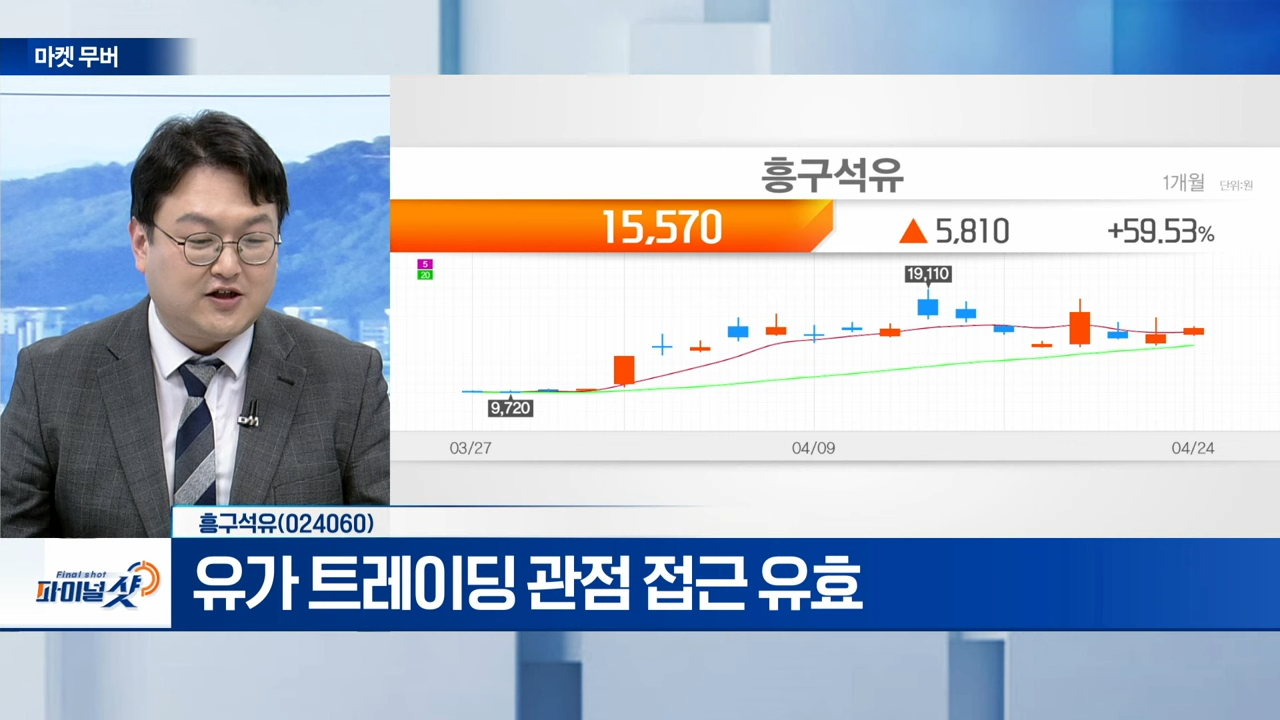 마켓 무버
흥구석유
1개월 단위:원
15,570 ▲ 5,810 +59.53%
5
20
19,110
9,720
03/27 04/09 04/24
흥구석유(024060)
Final shot
파이널샷
유가 트레이딩 관점 접근 유효